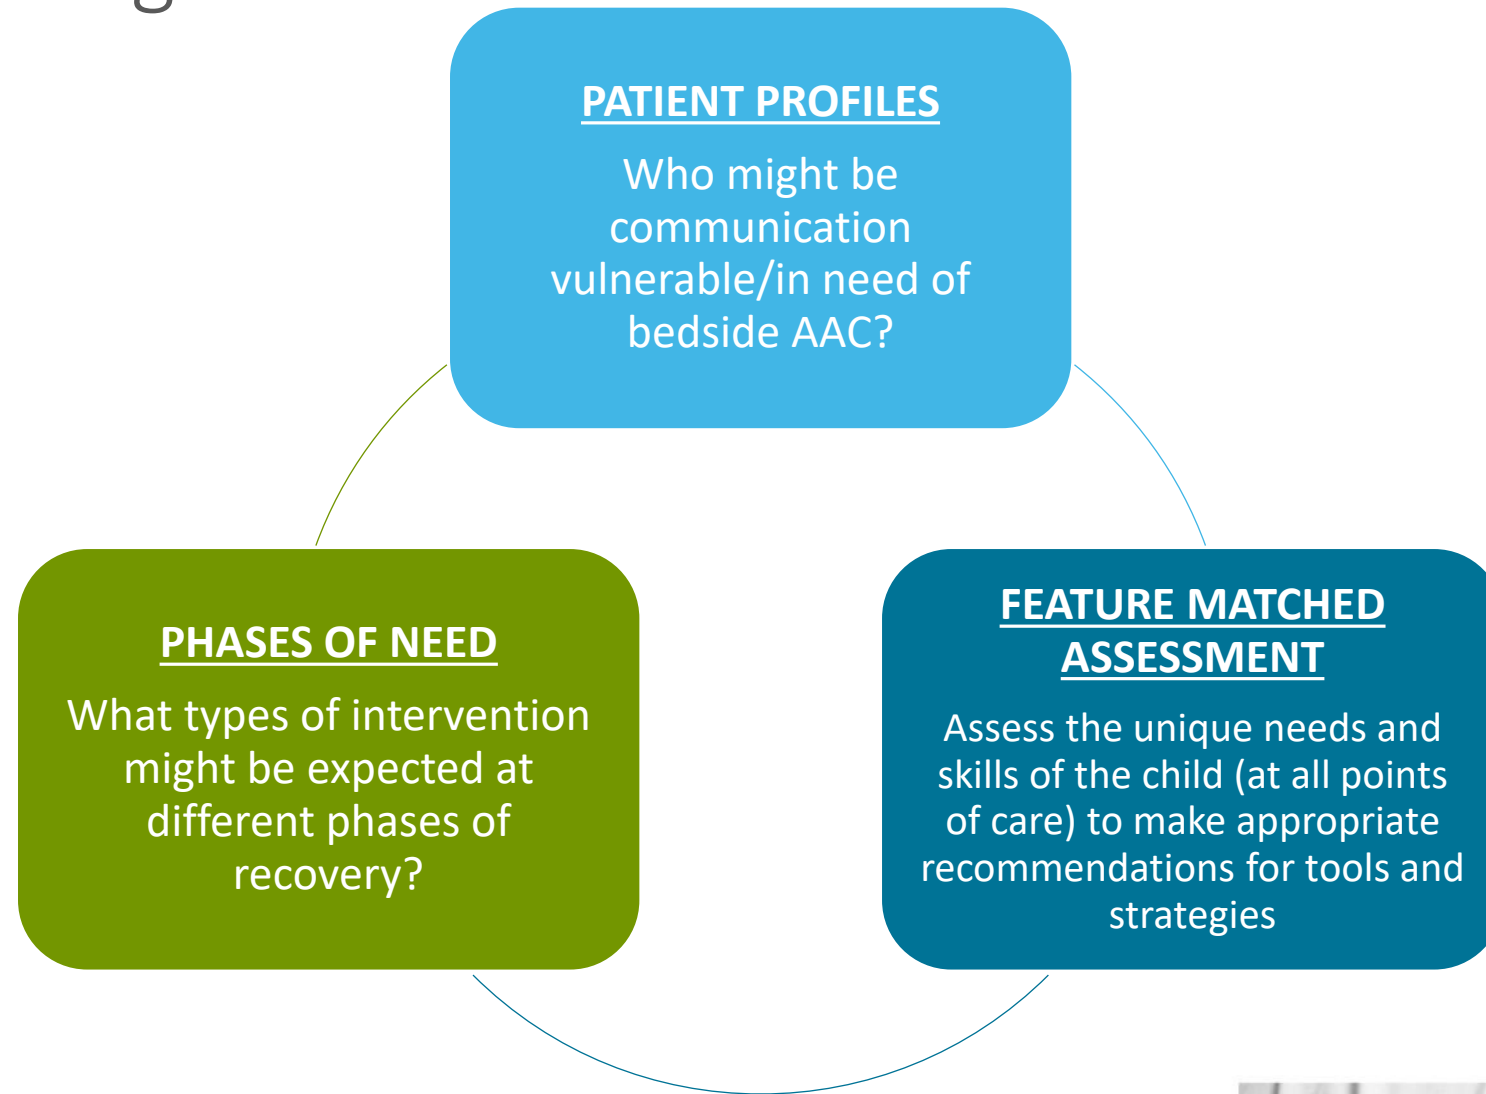 PATIENT PROFILES
Who might be
communication
vulnerable/in need of
bedside AAC?
PHASES OF NEED
What types of intervention
might be expected at
different phases of
recovery?
FEATURE MATCHED
ASSESSMENT
Assess the unique needs and
skills of the child (at all points
of care) to make appropriate
recommendations for tools and
strategies